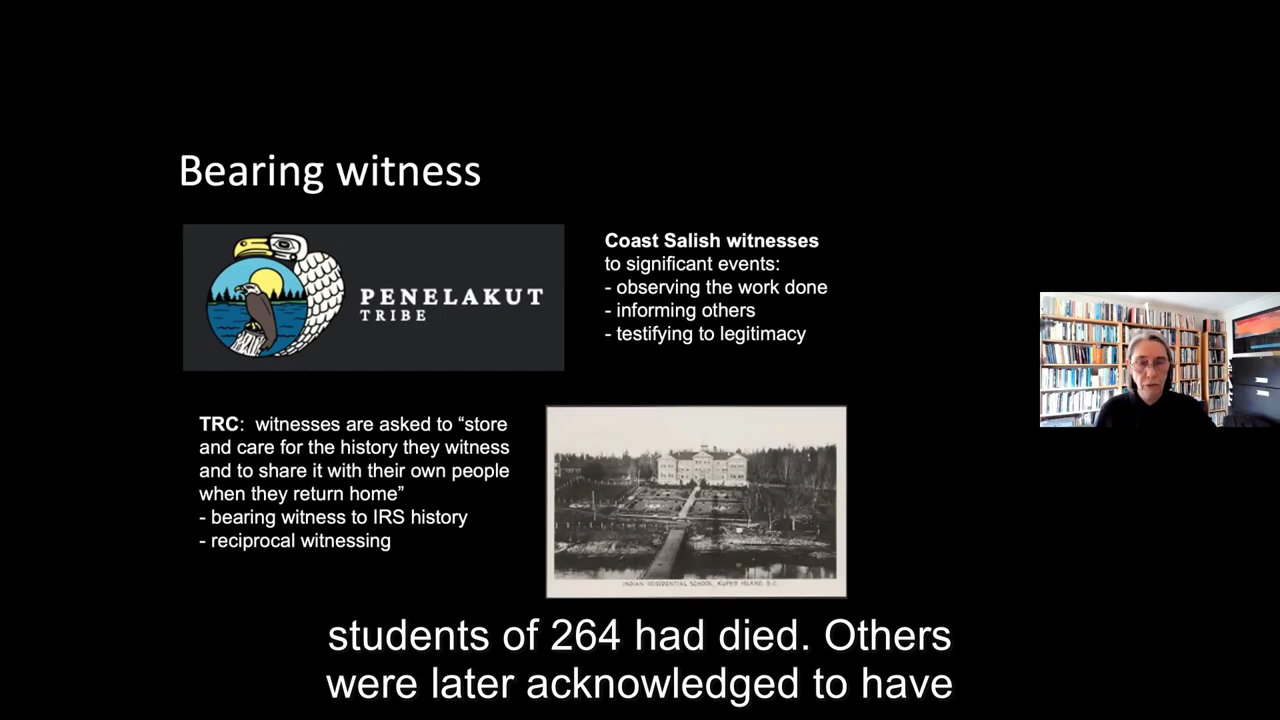 Bearing witness
PENELAKUT
TRIBE
Coast Salish witnesses
to significant events:
- observing the work done
- informing others
- testifying to legitimacy
TRC:  witnesses are asked to “store
and care for the history they witness
and to share it with their own people
when they return home”
- bearing witness to IRS history
- reciprocal witnessing
INDIAN RESIDENTIAL SCHOOL, KUPER ISLAND, B.C.
students of 264 had died. Others
were later acknowledged to have